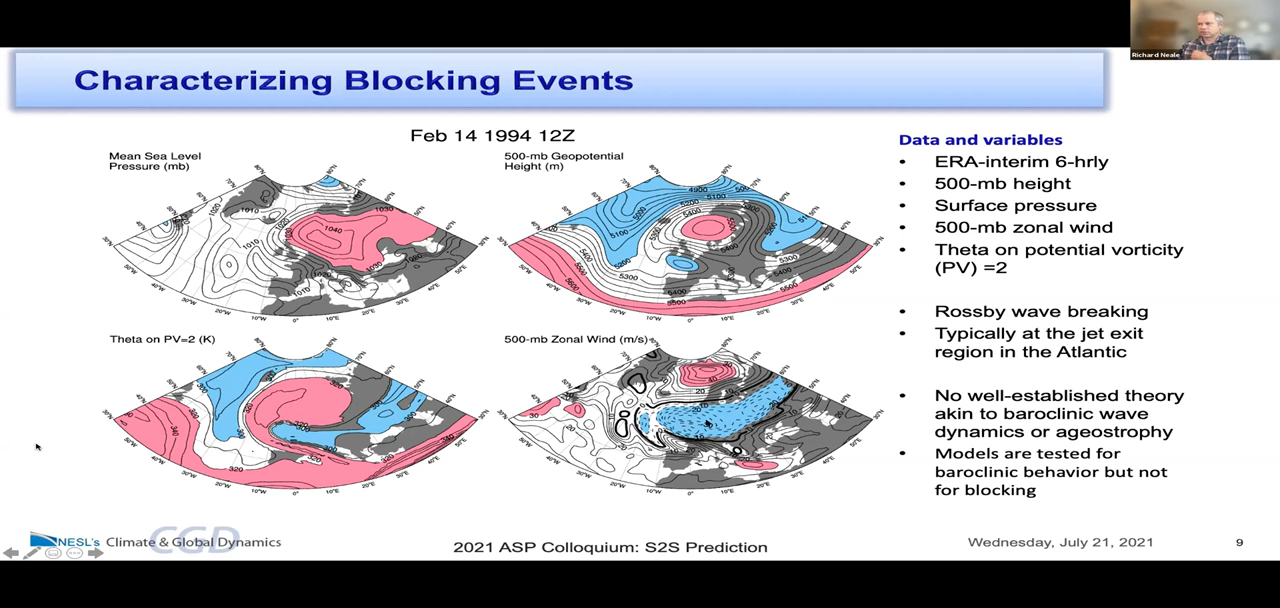 Richard Neale
Characterizing Blocking Events
Feb 14 1994 12Z
Mean Sea Level
Pressure (mb)
500-mb Geopotential
Height (m)
Theta on PV=2 (K)
500-mb Zonal Wind (m/s)
Data and variables
• ERA-interim 6-hrly
• 500-mb height
• Surface pressure
• 500-mb zonal wind
• Theta on potential vorticity
(PV) =2
• Rossby wave breaking
• Typically at the jet exit
region in the Atlantic
• No well-established theory
akin to baroclinic wave
dynamics or ageostrophy
• Models are tested for
baroclinic behavior but not
for blocking
NESL's Climate & Global Dynamics
CGD
2021 ASP Colloquium: S2S Prediction
Wednesday, July 21, 2021
9